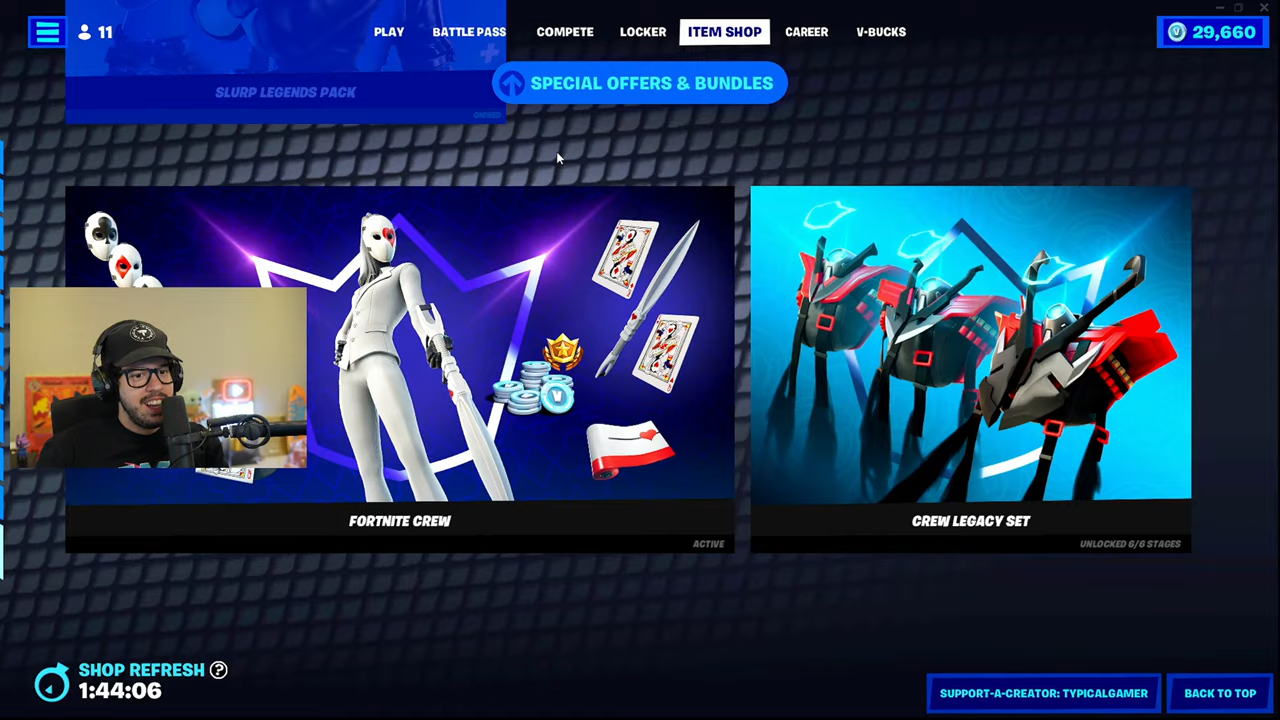 11
PLAY
BATTLE PASS
COMPETE
LOCKER
ITEM SHOP
CAREER
V-BUCKS
29,660
SLURP LEGENDS PACK
OWNED
SPECIAL OFFERS & BUNDLES
FORTNITE CREW
ACTIVE
CREW LEGACY SET
UNLOCKED 6/6 STAGES
SHOP REFRESH ?
1:44:06
SUPPORT-A-CREATOR: TYPICALGAMER
BACK TO TOP